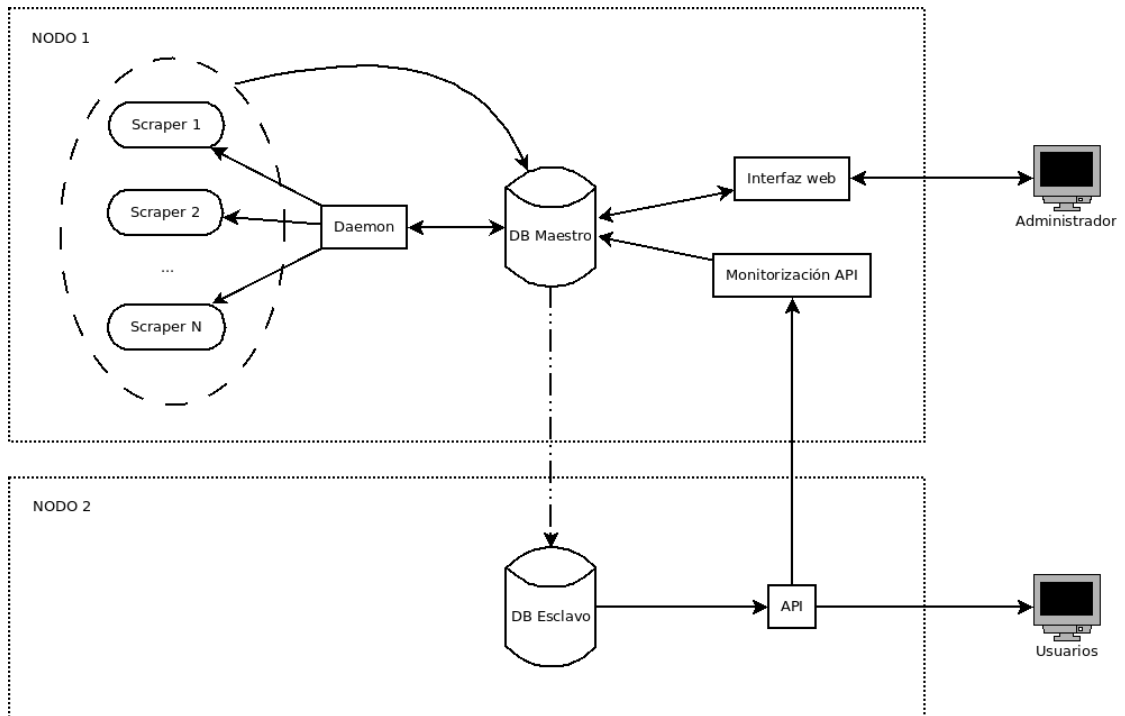 NODO 1
Scraper 1
Scraper 2
...
Scraper N
Daemon
DB Maestro
Interfaz web
Monitorización API
Administrador
NODO 2
DB Esclavo
API
Usuarios